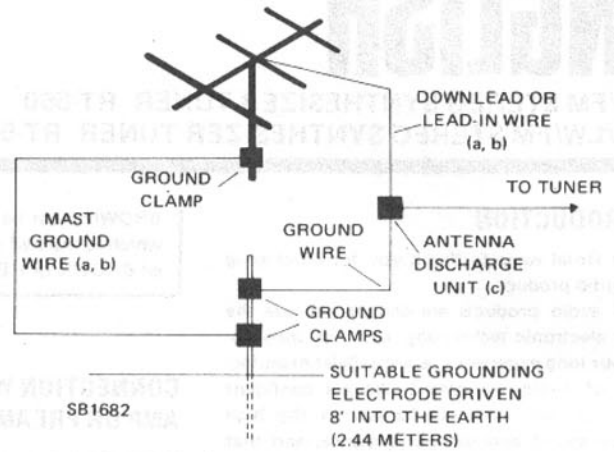 DOWNLEAD OR
LEAD-IN WIRE
(a, b)
GROUND
CLAMP
TO TUNER
MAST
GROUND
WIRE (a, b)
GROUND
WIRE
ANTENNA
DISCHARGE
UNIT (c)
GROUND
CLAMPS
SUITABLE GROUNDING
ELECTRODE DRIVEN
8' INTO THE EARTH
(2.44 METERS)
SB1682